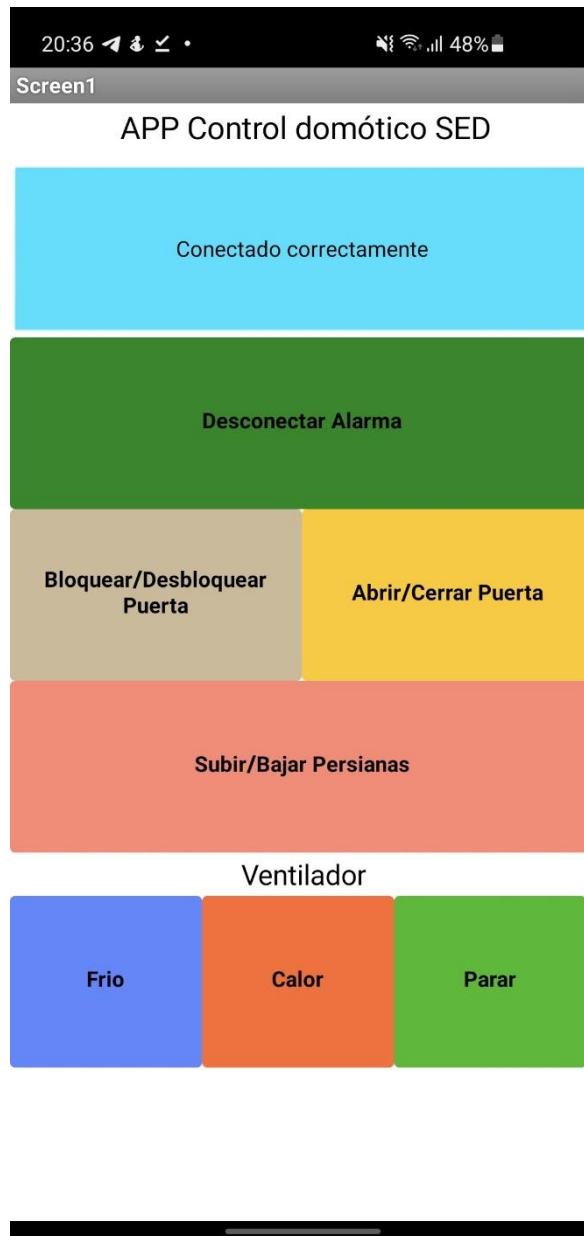 20:36 48%
Screen1
APP Control domótico SED
Conectado correctamente
Desconectar Alarma
Bloquear/Desbloquear
Puerta
Abrir/Cerrar Puerta
Subir/Bajar Persianas
Ventilador
Frio
Calor
Parar